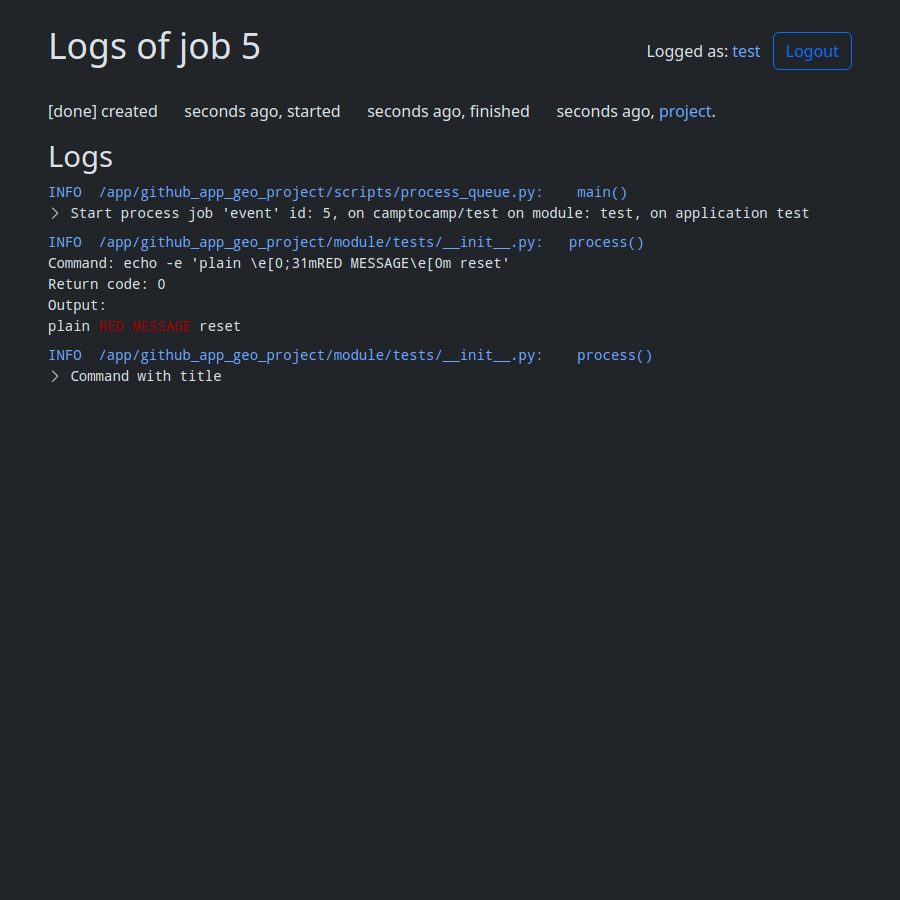 Logs of job 5
Logged as: test Logout
[done] created seconds ago, started seconds ago, finished seconds ago, project.
Logs
INFO /app/github_app_geo_project/scripts/process_queue.py: main()
Start process job 'event' id: 5, on camptocamp/test on module: test, on application test
INFO /app/github_app_geo_project/module/tests/__init__.py: process()
Command: echo -e 'plain \e[0;31mRED MESSAGE\e[0m reset'
Return code: 0
Output:
plain RED MESSAGE reset
INFO /app/github_app_geo_project/module/tests/__init__.py: process()
Command with title